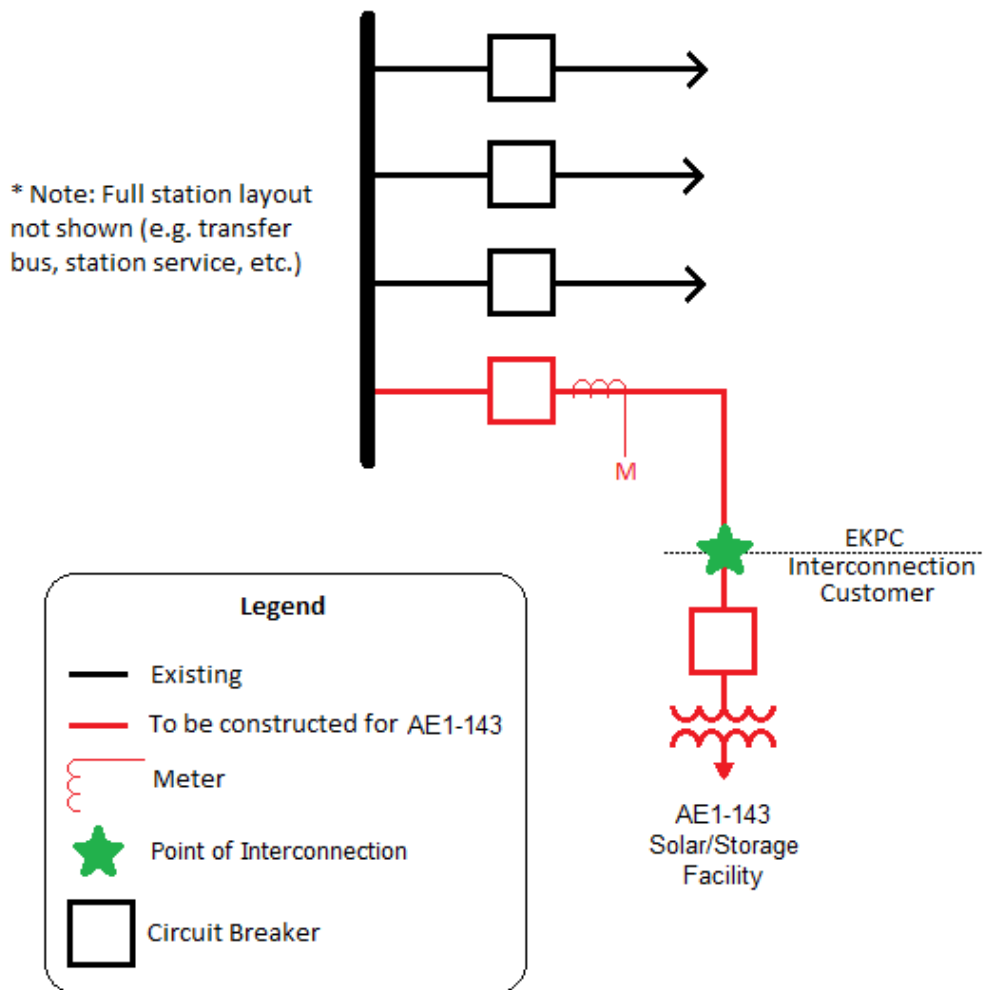 * Note: Full station layout
not shown (e.g. transfer
bus, station service, etc.)
M
EKPC
Interconnection
Customer
AE1-143
Solar/Storage
Facility
Legend
Existing
To be constructed for AE1-143
Meter
Point of Interconnection
Circuit Breaker